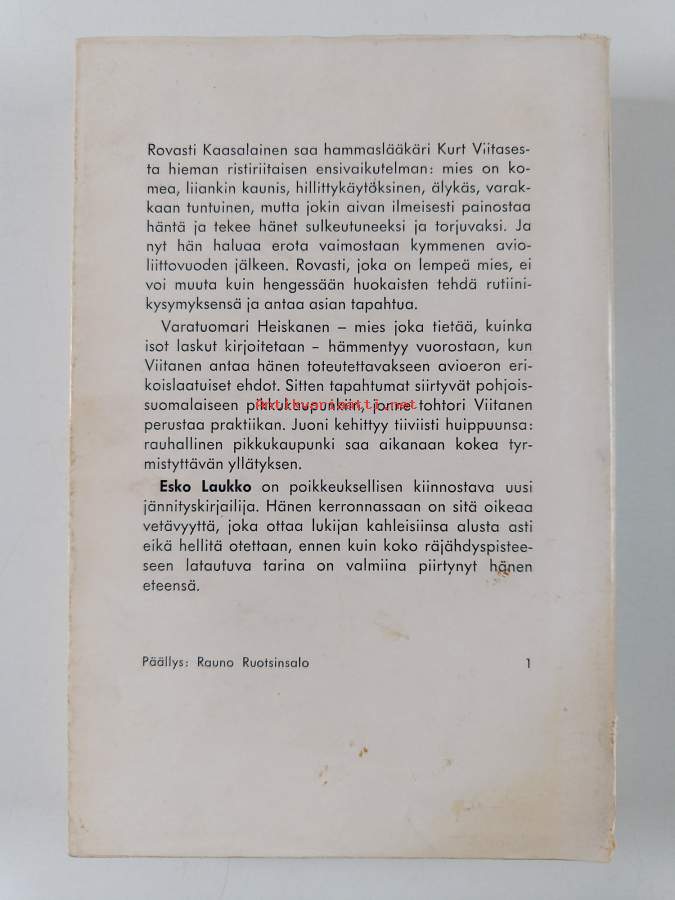 Rovasti Kaasalainen saa hammaslääkäri Kurt Viitases-
ta hieman ristiriitaisen ensivaikutelman: mies on ko-
mea, liiankin kaunis, hillittykäytöksinen, älykäs, varak-
kaan tuntuinen, mutta jokin aivan ilmeisesti painostaa
häntä ja tekee hänet sulkeutuneeksi ja torjuvaksi. Ja
nyt hän haluaa erota vaimostaan kymmenen avio-
liittovuoden jälkeen. Rovasti, joka on lempeä mies, ei
voi muuta kuin hengessään huokaisten tehdä rutiini-
kysymyksensä ja antaa asian tapahtua.
Varatuomari Heiskanen – mies joka tietää, kuinka
isot laskut kirjoitetaan – hämmentyy vuorostaan, kun
Viitanen antaa hänen toteutettavakseen avioeron eri-
koislaatuiset ehdot. Sitten tapahtumat siirtyvät pohjois-
suomalaiseen pikkukaupunkiin, jonne tohtori Viitanen
Antikvariaatti.net
perustaa praktiikan. Juoni kehittyy tiiviisti huippuunsa:
rauhallinen pikkukaupunki saa aikanaan kokea tyr-
mistyttävän yllätyksen.
Esko Laukko on poikkeuksellisen kiinnostava uusi
jännityskirjailija. Hänen kerronnassaan on sitä oikeaa
vetävyyttä, joka ottaa lukijan kahleisiinsa alusta asti
eikä hellitä otettaan, ennen kuin koko räjähdyspistee-
seen latautuva tarina on valmiina piirtynyt hänen
eteensä.
Päällys: Rauno Ruotsinsalo 1